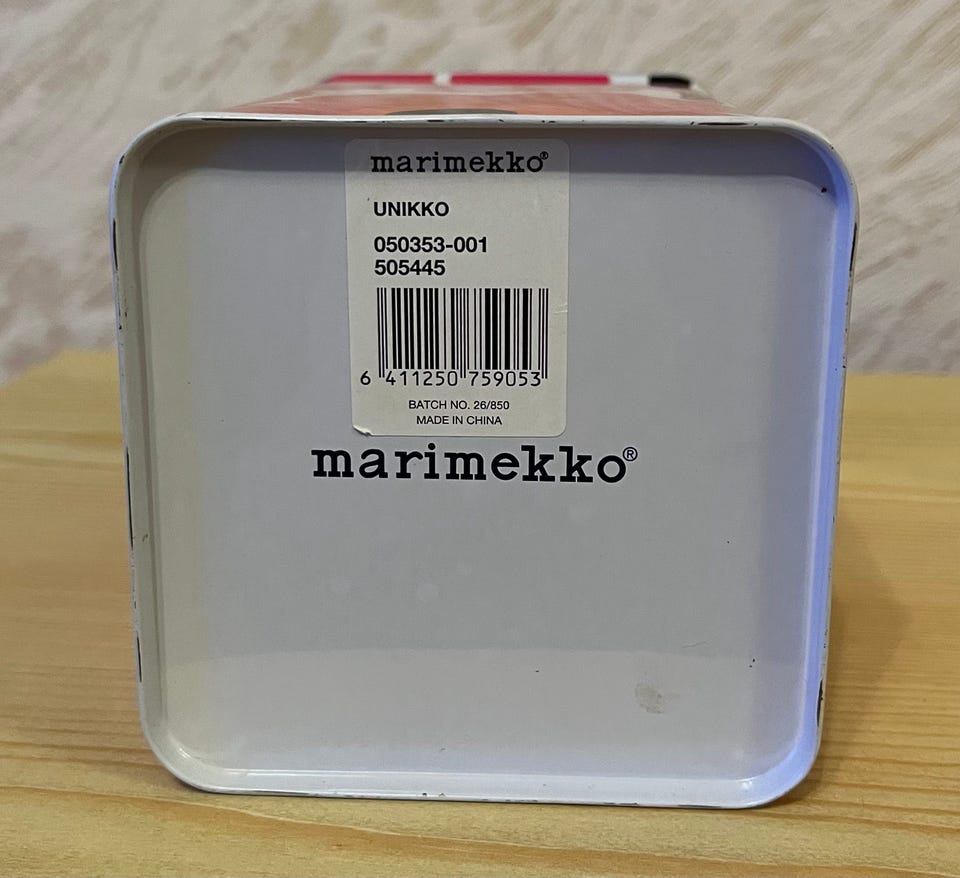 marimekko®
UNIKKO
050353-001
505445
6 411250 759053
BATCH NO. 26/850
MADE IN CHINA
marimekko®